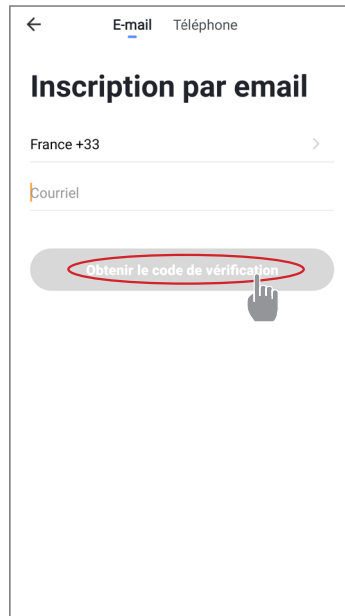 E-mail Téléphone
Inscription par email
France +33
Courriel
Obtenir le code de vérification